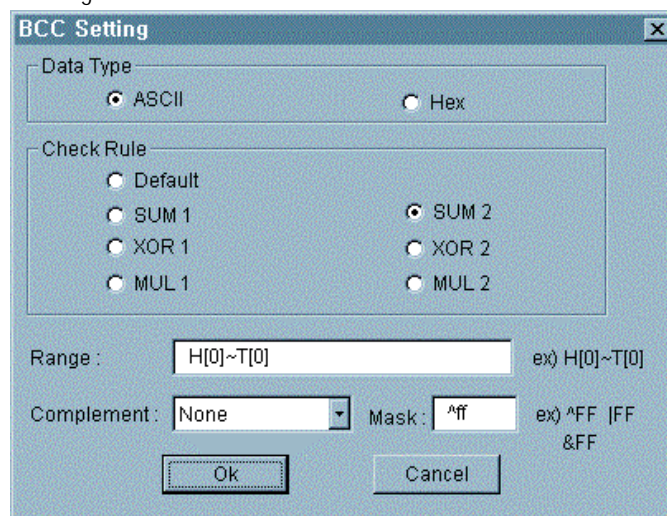 BCC Setting
Data Type
ASCII Hex
Check Rule
Default
SUM 1 SUM 2
XOR 1 XOR 2
MUL 1 MUL 2
Range : H[0]~T[0] ex) H[0]~T[0]
Complement : None Mask : ^ff ex) ^FF |FF
&FF
Ok Cancel